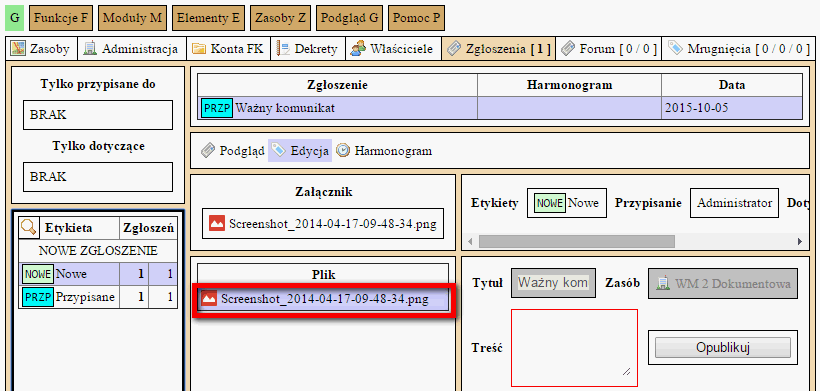 G Funkcje F Moduły M Elementy E Zasoby Z Podgląd G Pomoc P
Zasoby Administracja Konta FK Dekrety Właściciele Zgłoszenia [ 1 ] Forum [ 0 / 0 ] Mrugnięcia [ 0 / 0 / 0 ]
Tylko przypisane do
BRAK
Tylko dotyczące
BRAK
Etykieta Zgłoszeń
NOWE ZGŁOSZENIE
NOWE Nowe 1 1
PRZP Przypisane 1 1
Zgłoszenie Harmonogram Data
PRZP Ważny komunikat 2015-10-05
Podgląd Edycja Harmonogram
Załącznik
Screenshot_2014-04-17-09-48-34.png
Plik
Screenshot_2014-04-17-09-48-34.png
Etykiety NOWE Nowe Przypisanie Administrator Doty
Tytuł Ważny kom Zasób WM 2 Dokumentowa
Treść Opublikuj